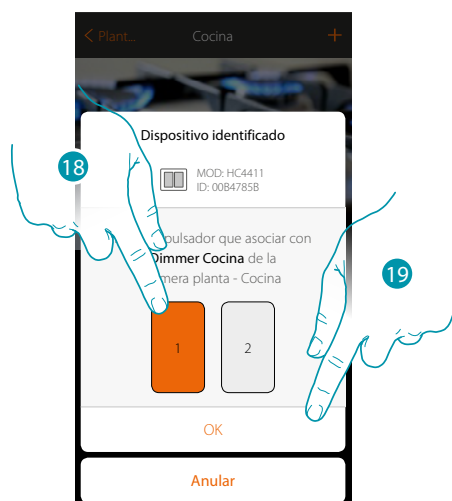 < Plant... Cocina +
Dispositivo identificado
MOD: HC4411
ID: 00B4785B
18
pulsador que asociar con
Dimmer Cocina de la
mera planta - Cocina
19
1 2
OK
Anular